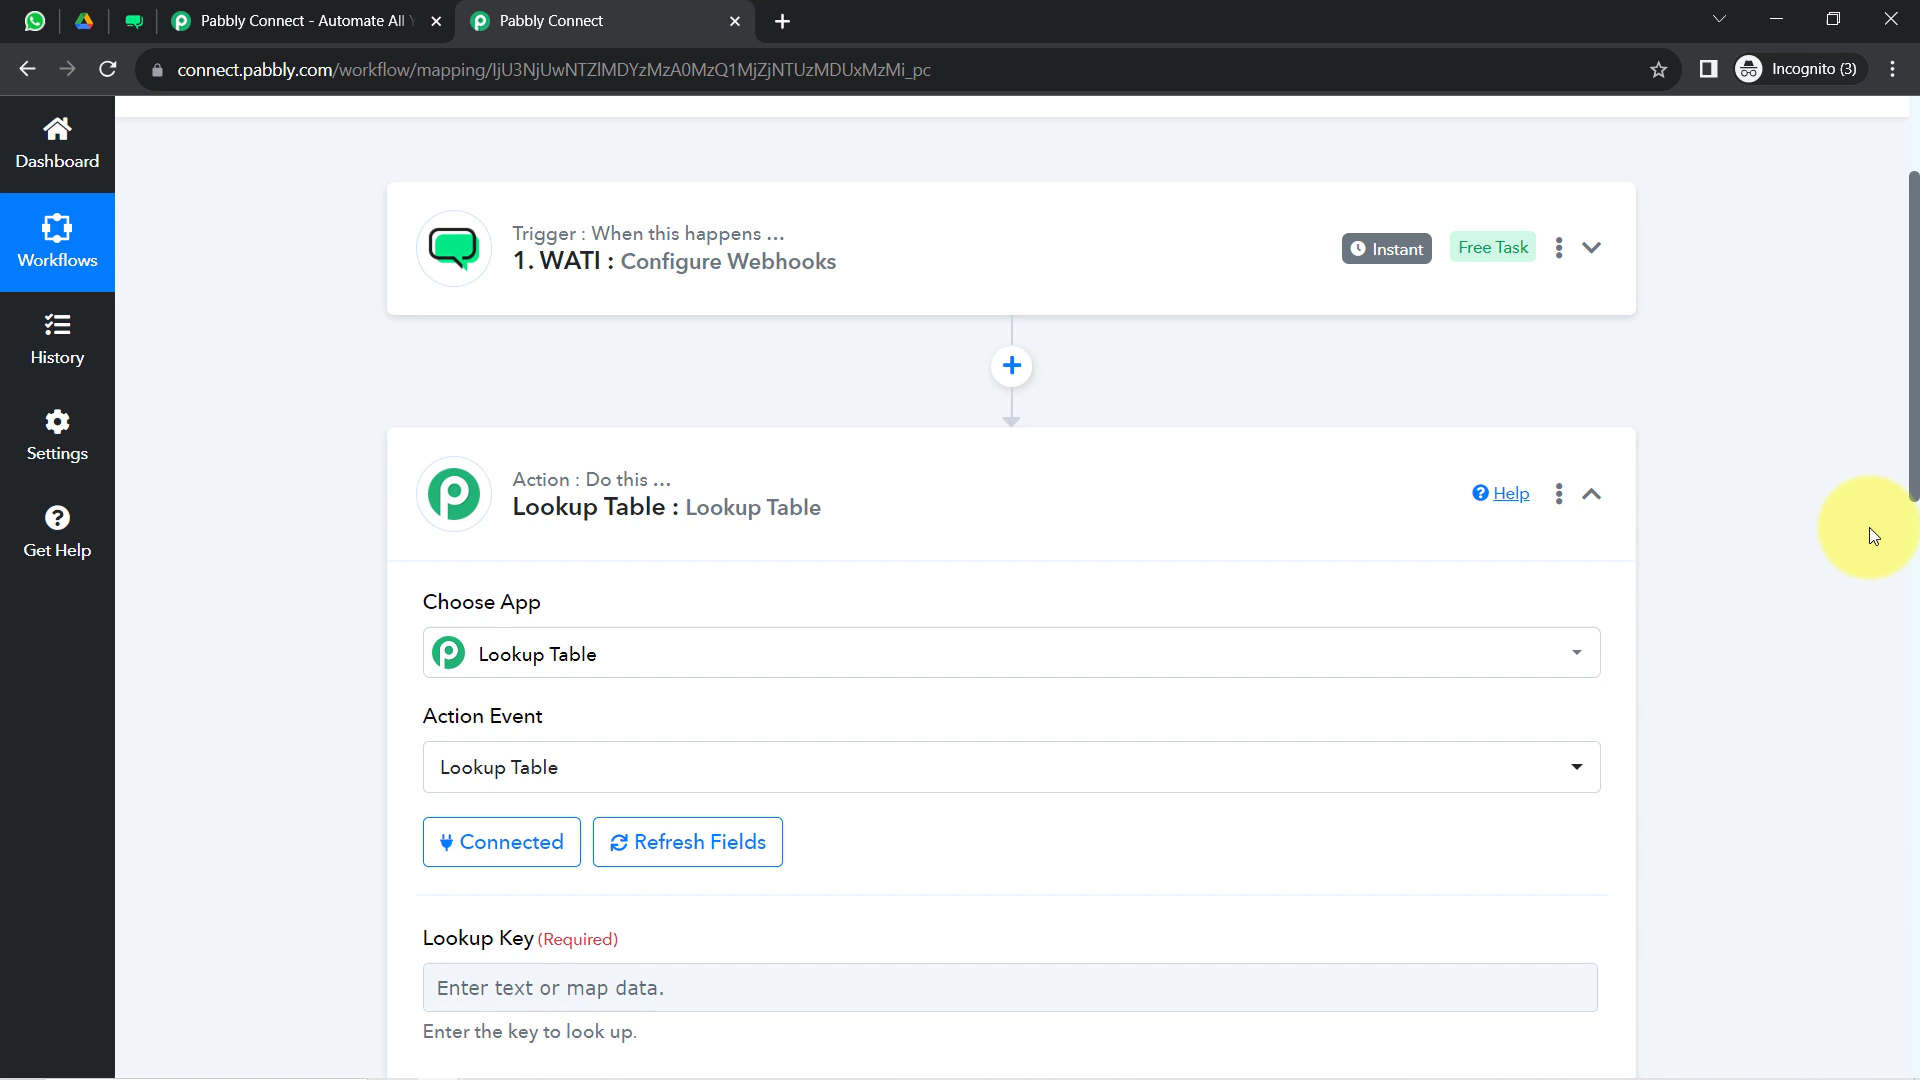 Pabbly Connect - Automate All Y
Pabbly Connect
connect.pabbly.com/workflow/mapping/IjU3NjUwNTZlMDYzMzA0MzQ1MjZjNTUzMDUxMzMi_pc
Incognito (3)
Dashboard
Workflows
History
Settings
Get Help
Trigger : When this happens ...
1. WATI : Configure Webhooks
Instant
Free Task
Action : Do this ...
Lookup Table : Lookup Table
Help
Choose App
Lookup Table
Action Event
Lookup Table
Connected
Refresh Fields
Lookup Key (Required)
Enter text or map data.
Enter the key to look up.